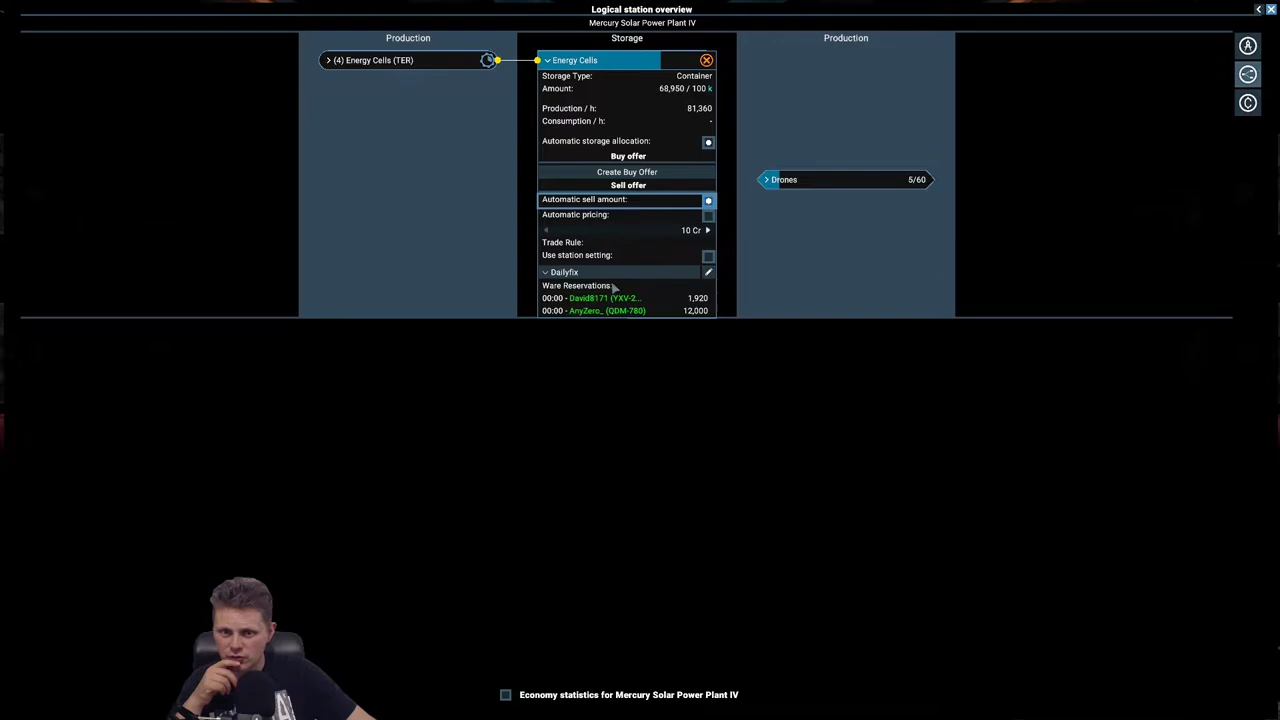 Logical station overview
Mercury Solar Power Plant IV
Production
Storage
Production
(4) Energy Cells (TER)
Energy Cells
Storage Type: Container
Amount: 68,950 / 100 k
Production / h: 81,360
Consumption / h: -
Automatic storage allocation:
Buy offer
Create Buy Offer
Sell offer
Automatic sell amount:
Automatic pricing:
10 Cr
Trade Rule:
Use station setting:
Dailyfix
Ware Reservations:
00:00 - David8171 (YXV-2... 1,920
00:00 - AnyZero_ (QDM-780) 12,000
Drones 5/60
Economy statistics for Mercury Solar Power Plant IV